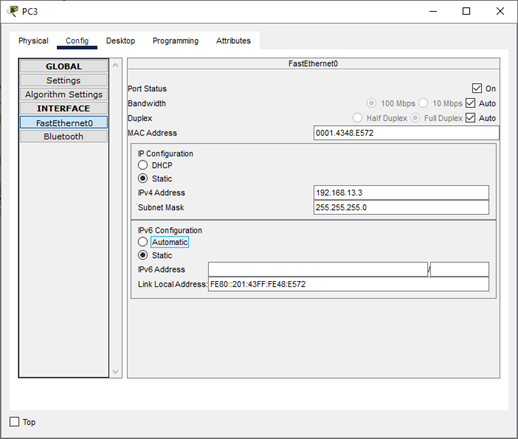 PC3
Physical Config Desktop Programming Attributes
GLOBAL
Settings
Algorithm Settings
INTERFACE
FastEthernet0
Bluetooth
FastEthernet0
Port Status On
Bandwidth 100 Mbps 10 Mbps Auto
Duplex Half Duplex Full Duplex Auto
MAC Address 0001.4348.E572
IP Configuration
DHCP
Static
IPv4 Address 192.168.13.3
Subnet Mask 255.255.255.0
IPv6 Configuration
Automatic
Static
IPv6 Address /
Link Local Address: FE80::201:43FF:FE48:E572
Top